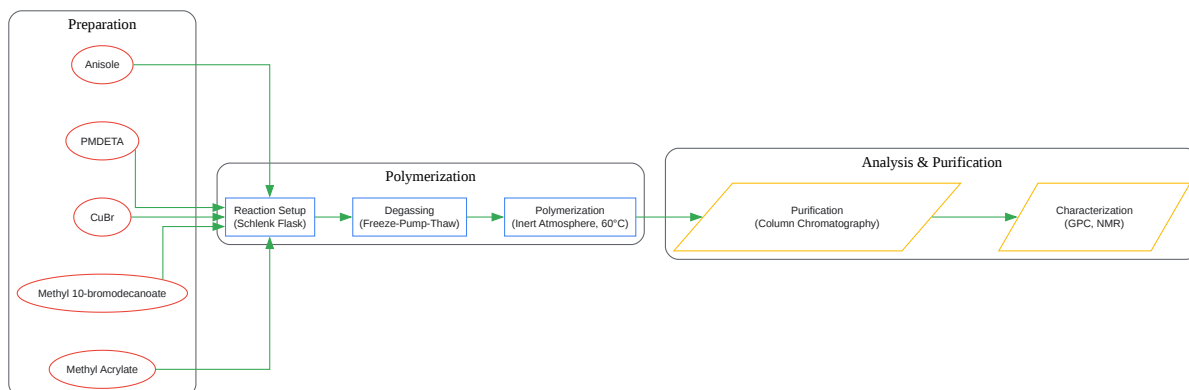 Preparation
Anisole
PMDETA
CuBr
Methyl 10-bromodecanoate
Methyl Acrylate
Polymerization
Reaction Setup
(Schlenk Flask)
Degassing
(Freeze-Pump-Thaw)
Polymerization
(Inert Atmosphere, 60°C)
Analysis & Purification
Purification
(Column Chromatography)
Characterization
(GPC, NMR)